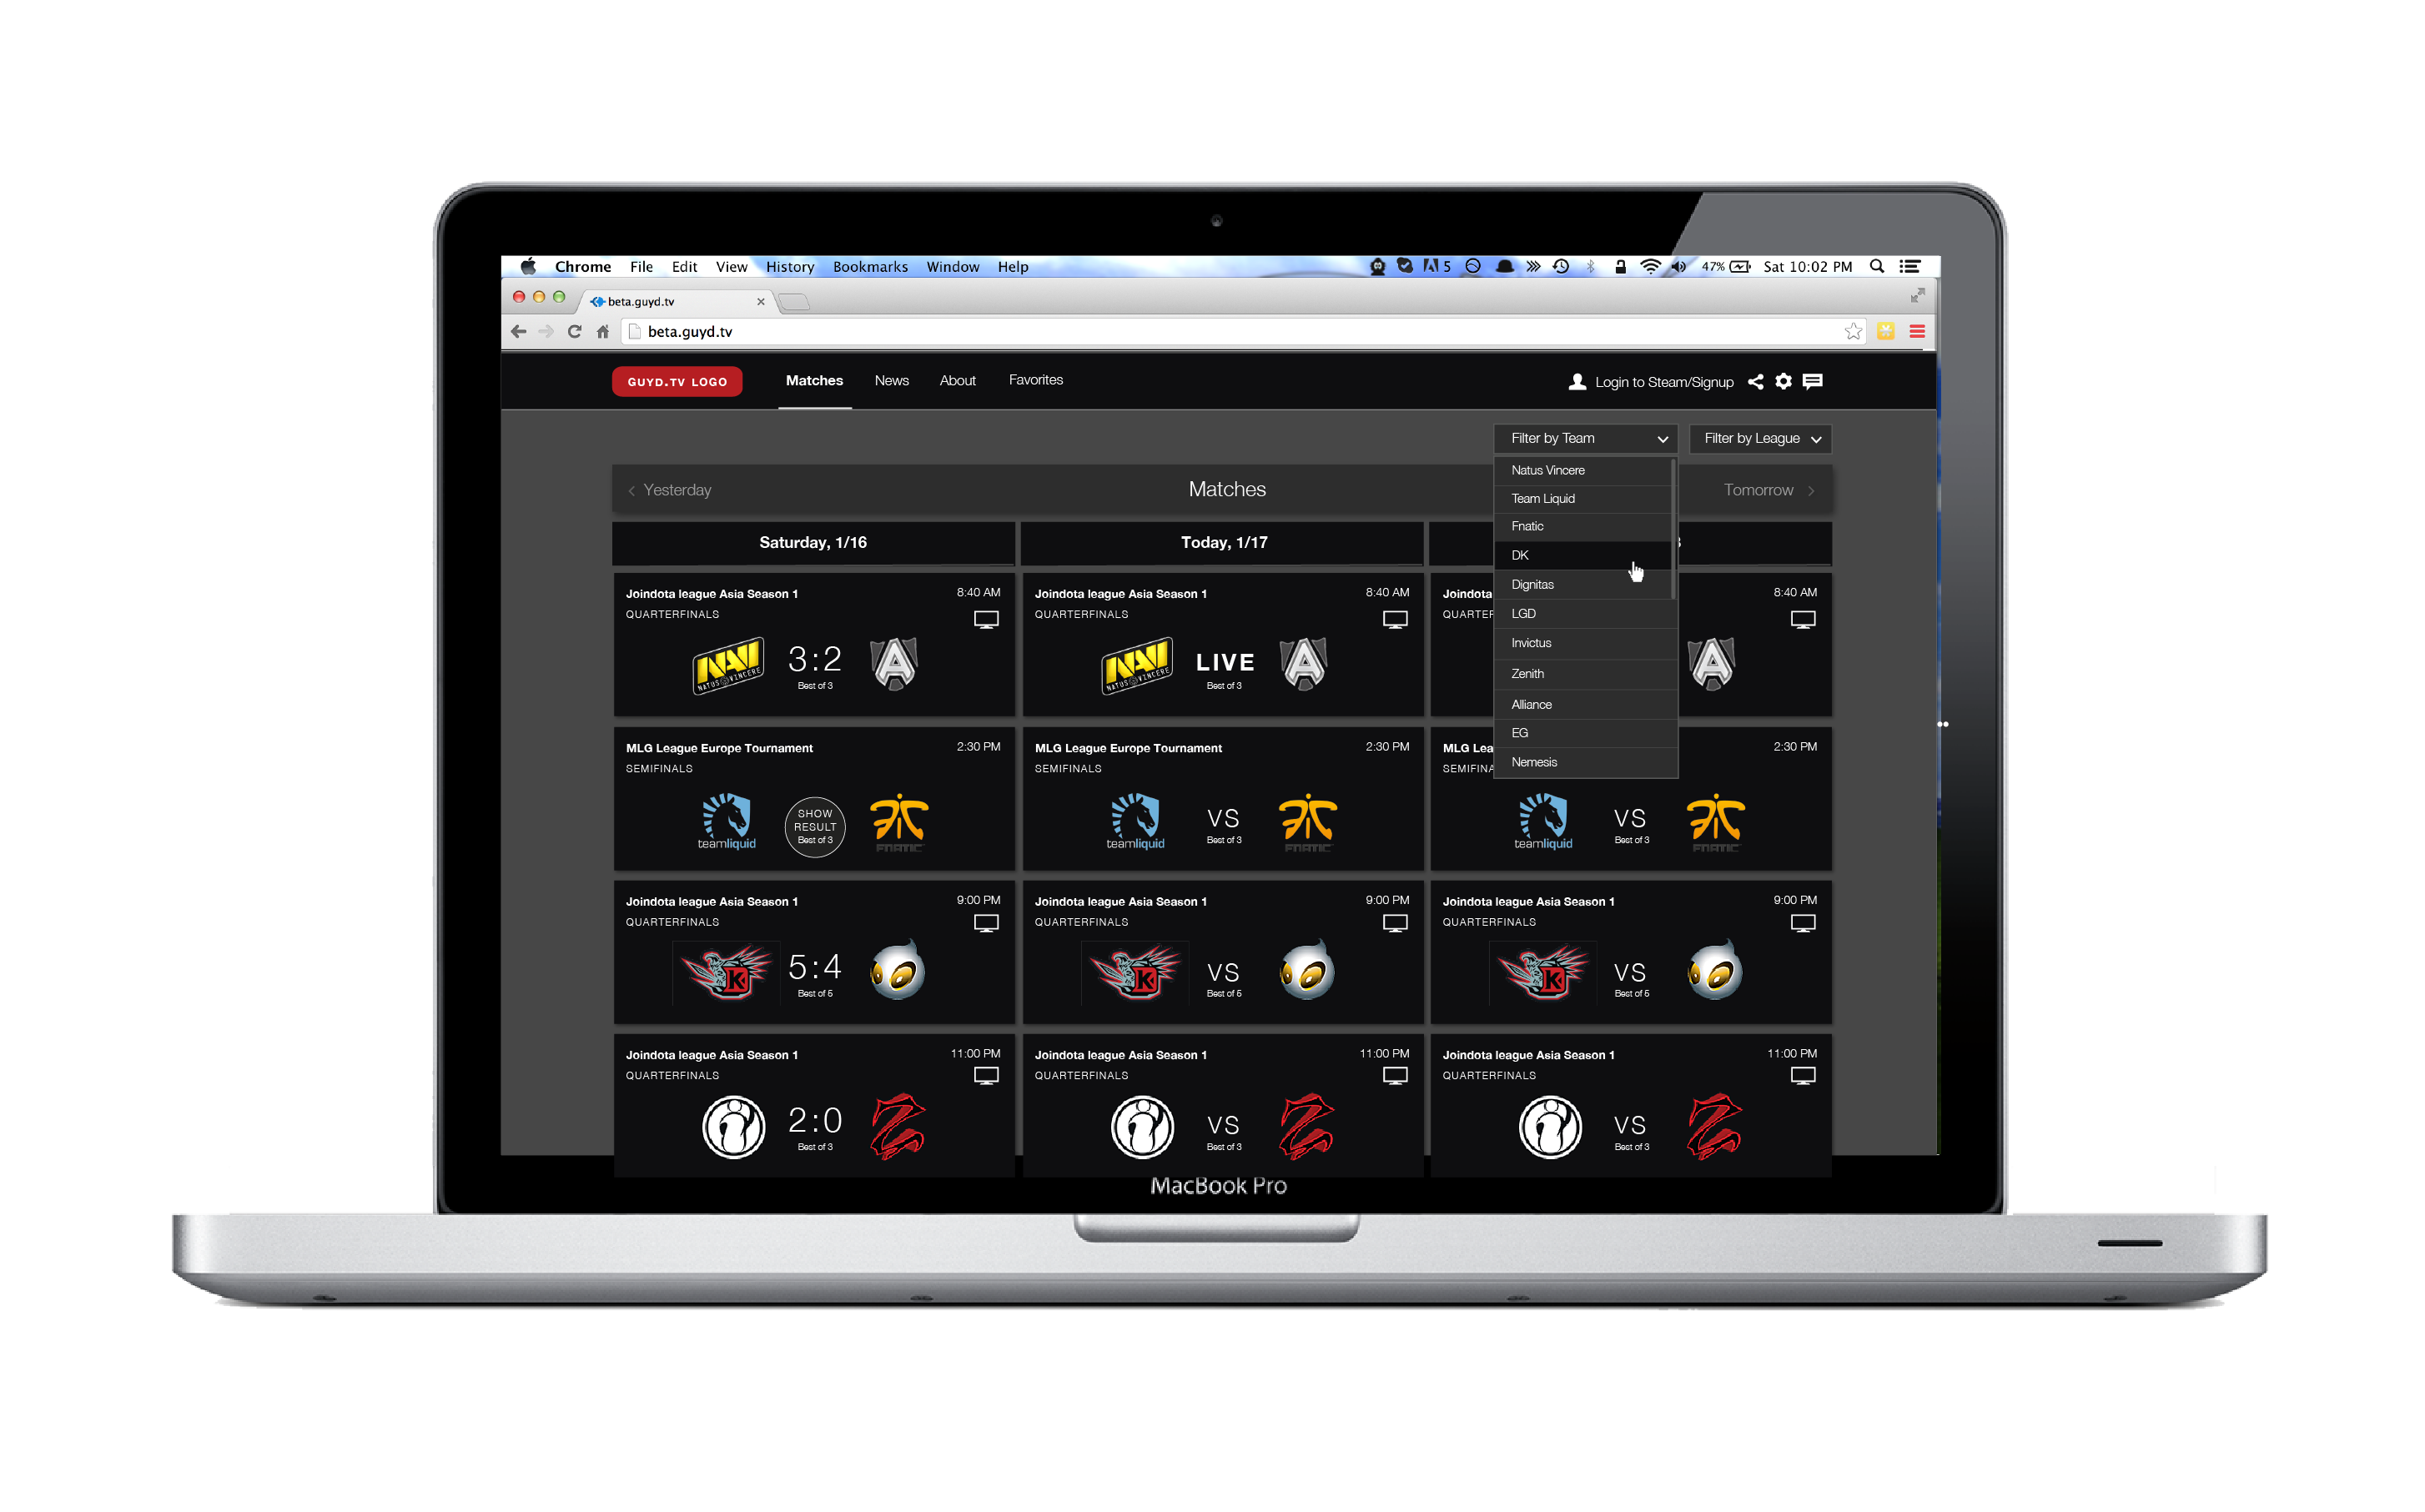 Chrome File Edit View History Bookmarks Window Help 5 47% Sat 10:02 PM
beta.guyd.tv
beta.guyd.tv
GUYD.TV LOGO Matches News About Favorites Login to Steam/Signup
Filter by Team Filter by League
Natus Vincere
Team Liquid
Fnatic
DK
Dignitas
LGD
Invictus
Zenith
Alliance
EG
Nemesis
Yesterday Matches Tomorrow
Saturday, 1/16 Today, 1/17
Joindota league Asia Season 1 8:40 AM Joindota league Asia Season 1 8:40 AM Joindota 8:40 AM
QUARTERFINALS QUARTERFINALS QUARTEF
NAVI 3:2 A NAVI LIVE A A
NATUS VINCERE Best of 3 NATUS VINCERE Best of 3
MLG League Europe Tournament 2:30 PM MLG League Europe Tournament 2:30 PM MLG Lea 2:30 PM
SEMIFINALS SEMIFINALS SEMIFINA
SHOW
RESULT VS VS
Best of 3 Best of 3 Best of 3
teamliquid FNATIC teamliquid FNATIC teamliquid FNATIC
Joindota league Asia Season 1 9:00 PM Joindota league Asia Season 1 9:00 PM Joindota league Asia Season 1 9:00 PM
QUARTERFINALS QUARTERFINALS QUARTERFINALS
K 5:4 K VS K VS
Best of 5 Best of 5 Best of 5
Joindota league Asia Season 1 11:00 PM Joindota league Asia Season 1 11:00 PM Joindota league Asia Season 1 11:00 PM
QUARTERFINALS QUARTERFINALS QUARTERFINALS
2:0 VS VS
Best of 3 Best of 3 Best of 3
MacBook Pro